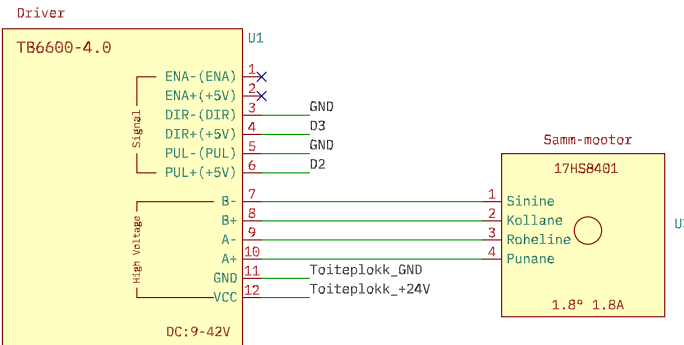 Driver
U1
TB6600-4.0
ENA-(ENA) 1
ENA+(+5V) 2
DIR-(DIR) 3 GND
DIR+(+5V) 4 D3
PUL-(PUL) 5 GND
PUL+(+5V) 6 D2
Signal
Samm-mootor
17HS8401
B- 7 1 Sinine
B+ 8 2 Kollane
A- 9 3 Roheline
A+ 10 4 Punane
GND 11 Toiteplokk_GND
VCC 12 Toiteplokk_+24V
High Voltage
1.8° 1.8A
DC:9-42V